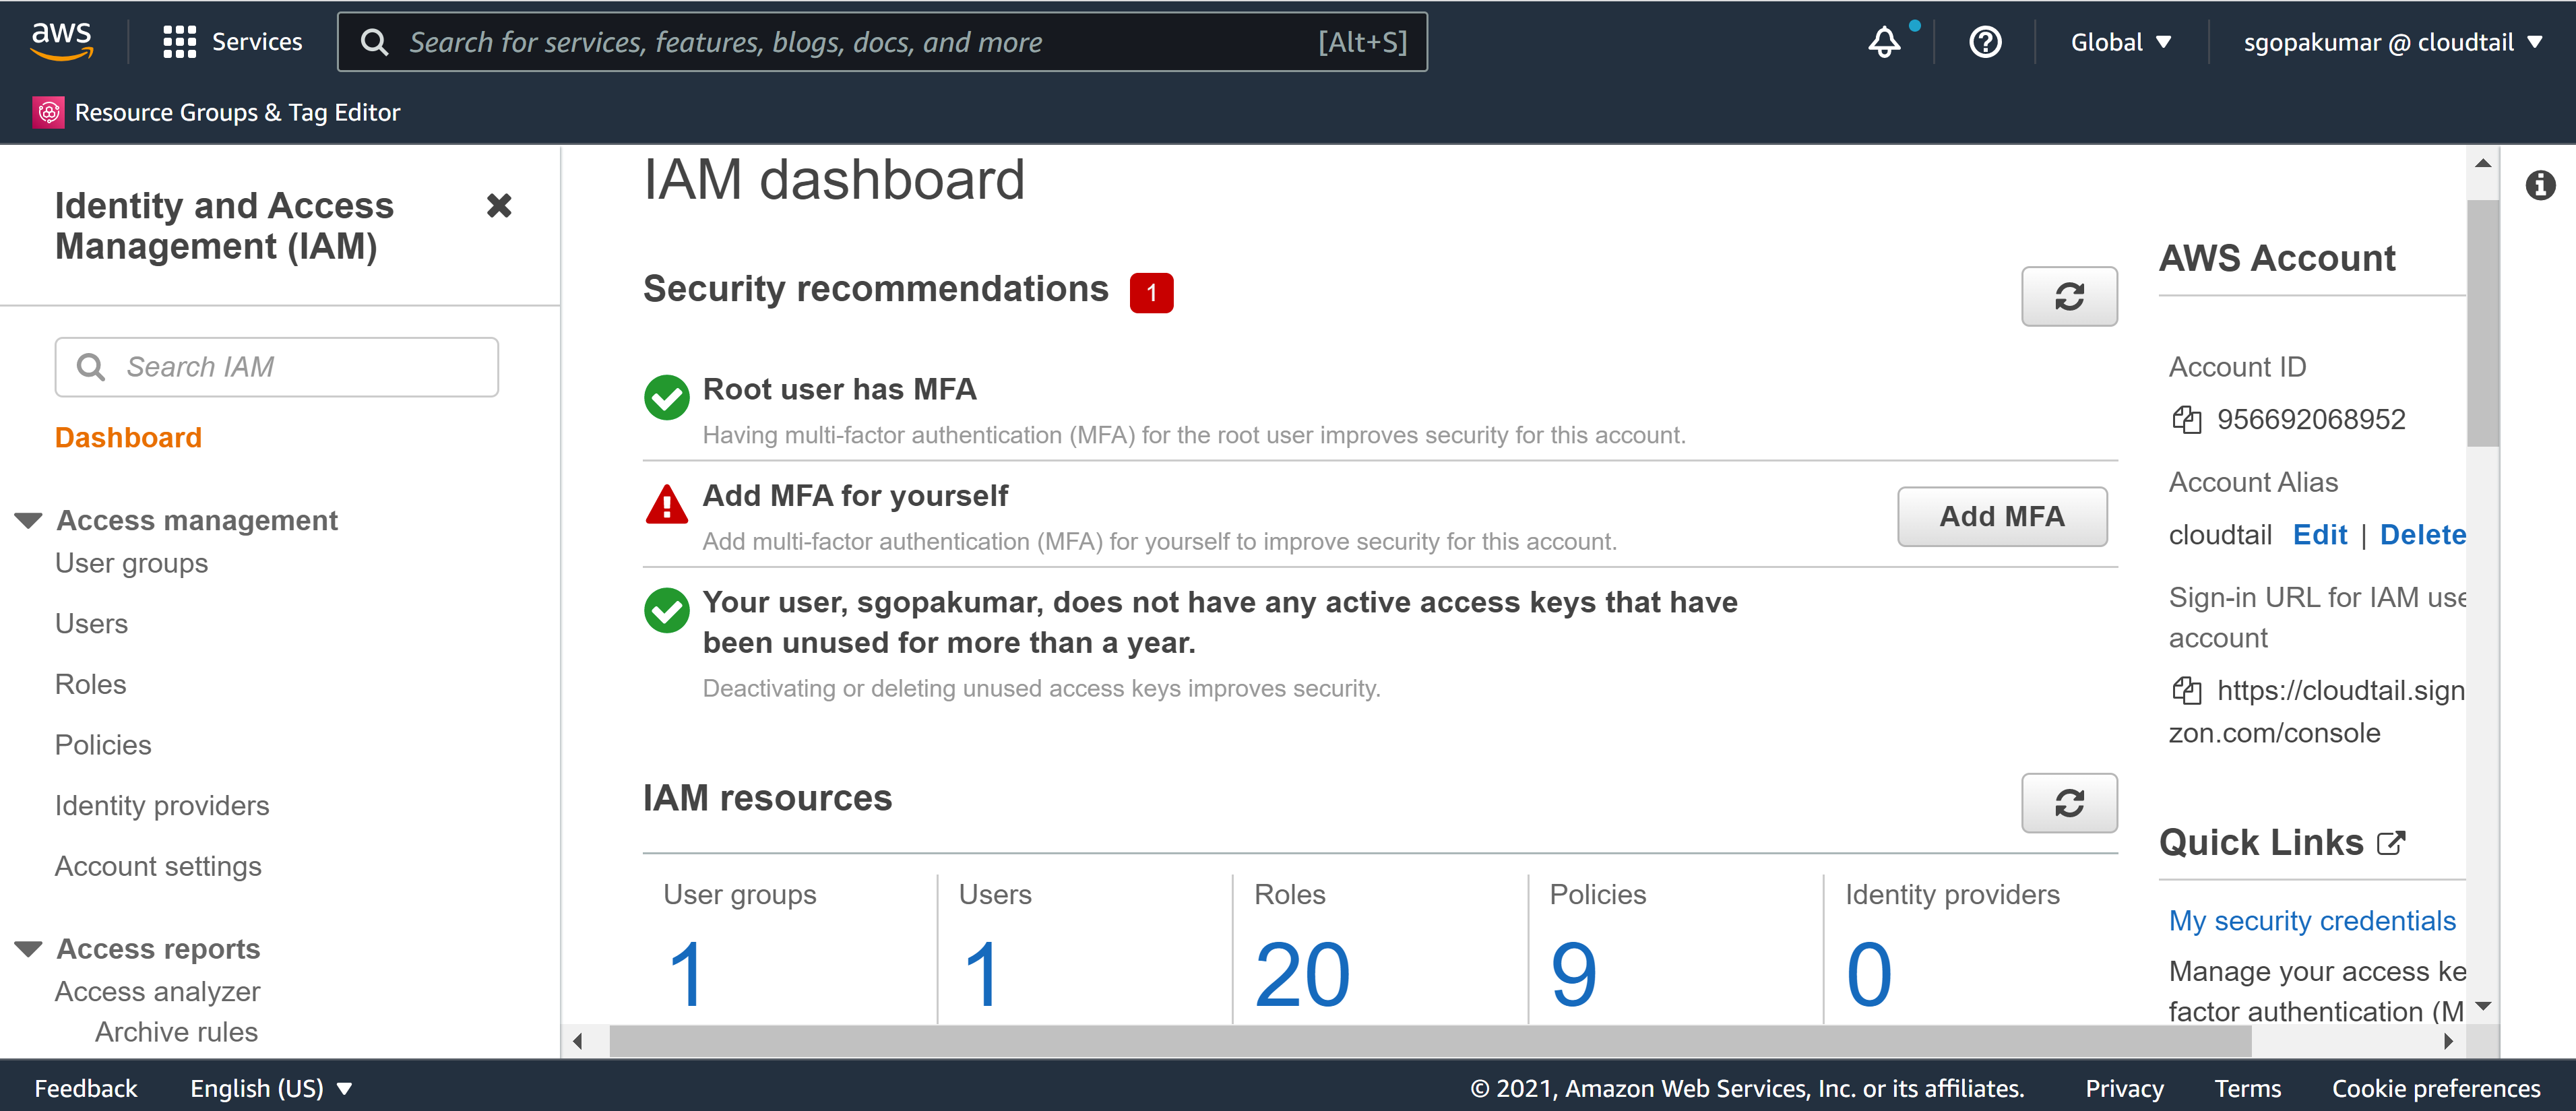 aws
Services
Search for services, features, blogs, docs, and more
[Alt+S]
Global
sgopakumar @ cloudtail
Resource Groups & Tag Editor
Identity and Access
Management (IAM)
Search IAM
Dashboard
Access management
User groups
Users
Roles
Policies
Identity providers
Account settings
Access reports
Access analyzer
Archive rules
IAM dashboard
Security recommendations 1
Root user has MFA
Having multi-factor authentication (MFA) for the root user improves security for this account.
Add MFA for yourself
Add multi-factor authentication (MFA) for yourself to improve security for this account.
Add MFA
Your user, sgopakumar, does not have any active access keys that have
been unused for more than a year.
Deactivating or deleting unused access keys improves security.
IAM resources
User groups
1
Users
1
Roles
20
Policies
9
Identity providers
0
AWS Account
Account ID
956692068952
Account Alias
cloudtail Edit | Delete
Sign-in URL for IAM use
account
https://cloudtail.sign
zon.com/console
Quick Links
My security credentials
Manage your access ke
factor authentication (M
Feedback
English (US)
© 2021, Amazon Web Services, Inc. or its affiliates.
Privacy
Terms
Cookie preferences